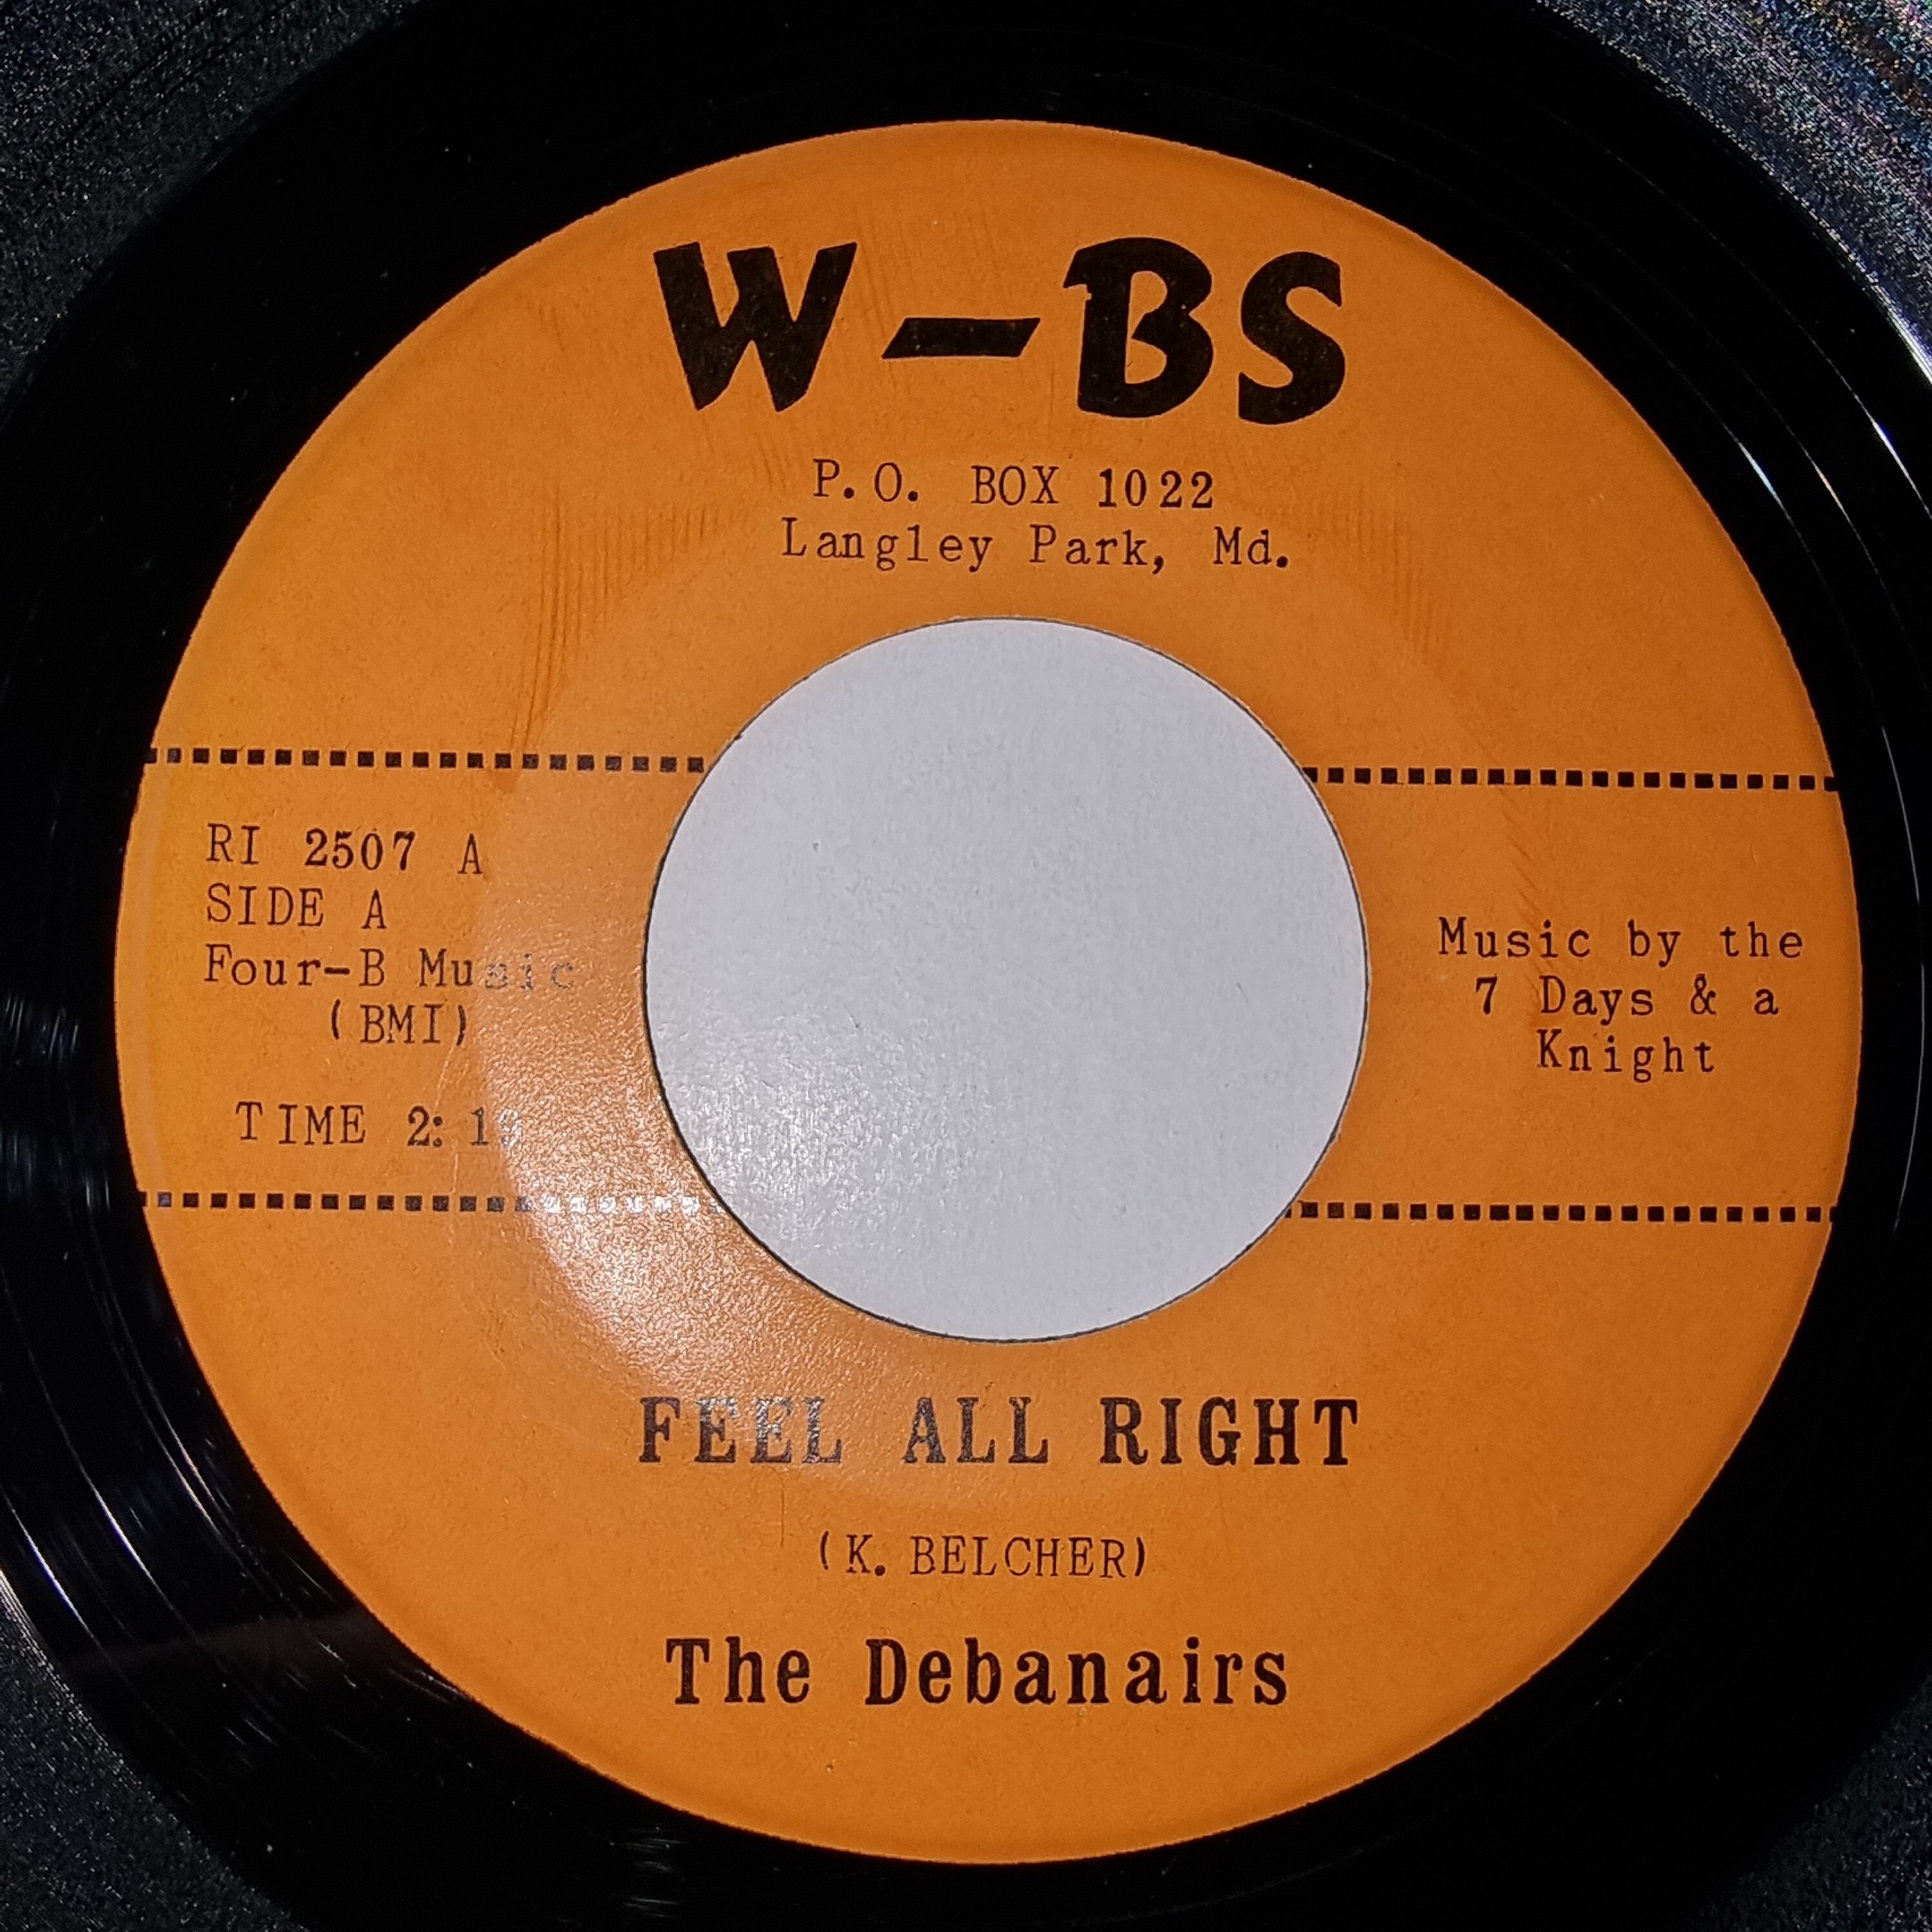 W-BS
P.O. BOX 1022
Langley Park, Md.
RI 2507 A
SIDE A
Four-B Music
(BMI)
TIME
Music by the
7 Days & a
Knight
FEEL ALL RIGHT
(K. BELCHER)
The Debanairs